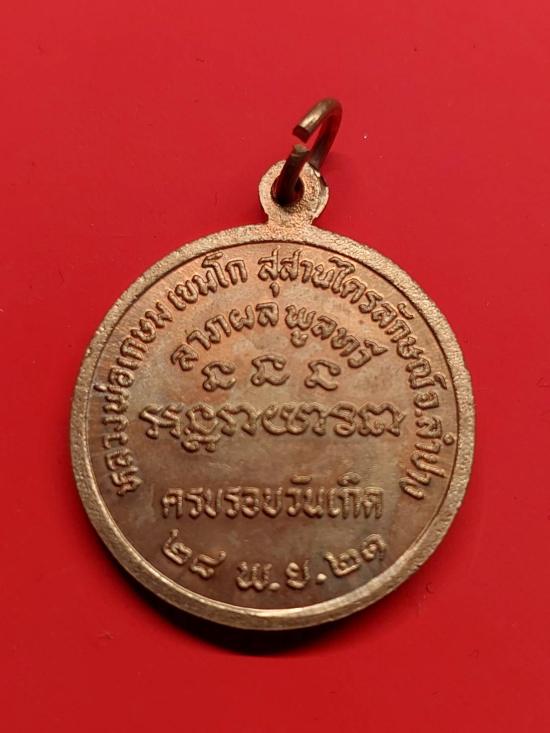 หลวงพ่อเกษม เขมโก สุสานไตรลักษณ์ จ.ลำปาง
ลาภผล พูลทวี
ครบรอบวันเกิด
๒๘ พ.ย. ๒๑